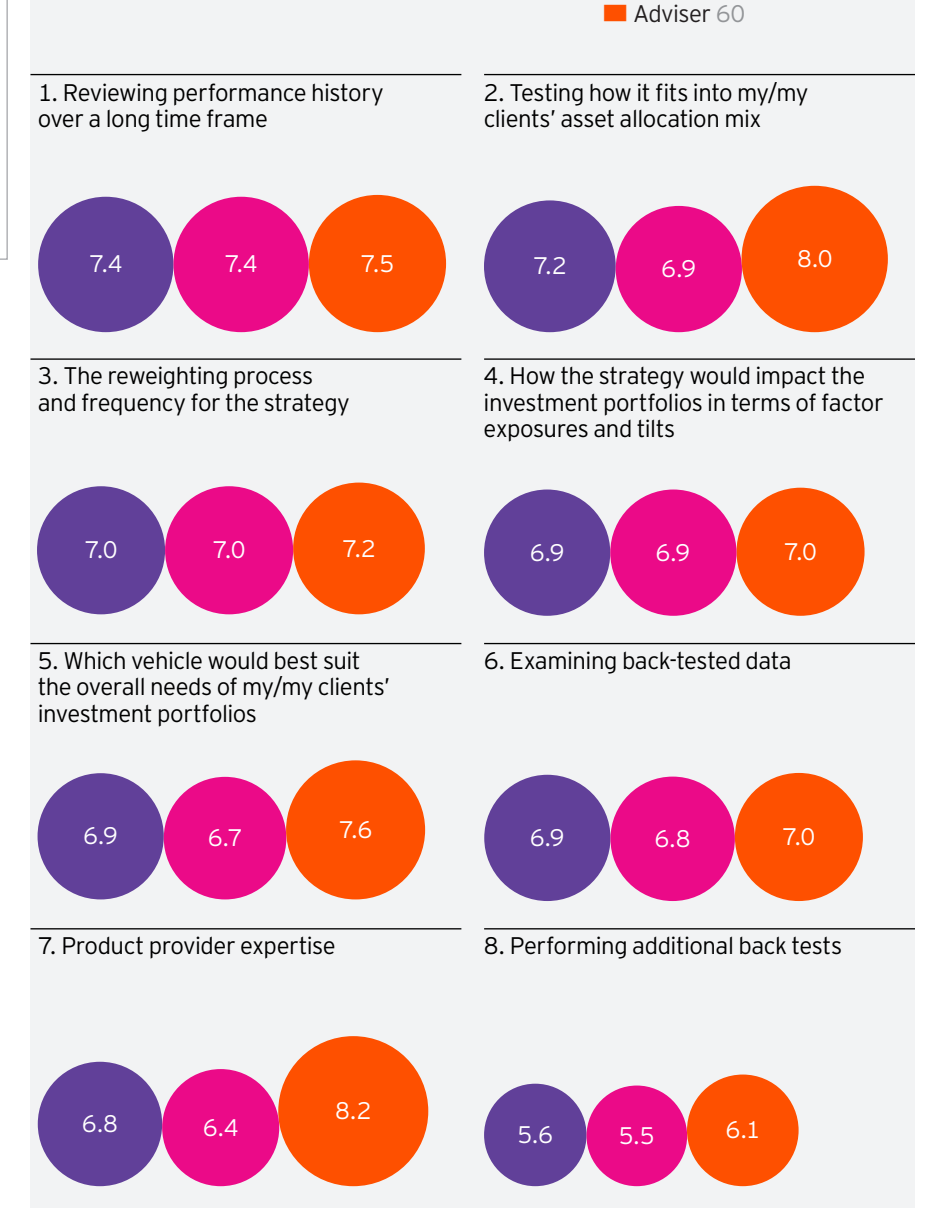 Adviser 60
1. Reviewing performance history
over a long time frame
7.4
7.4
7.5
2. Testing how it fits into my/my
clients’ asset allocation mix
7.2
6.9
8.0
3. The reweighting process
and frequency for the strategy
7.0
7.0
7.2
4. How the strategy would impact the
investment portfolios in terms of factor
exposures and tilts
6.9
6.9
7.0
5. Which vehicle would best suit
the overall needs of my/my clients’
investment portfolios
6.9
6.7
7.6
6. Examining back-tested data
6.9
6.8
7.0
7. Product provider expertise
6.8
6.4
8.2
8. Performing additional back tests
5.6
5.5
6.1